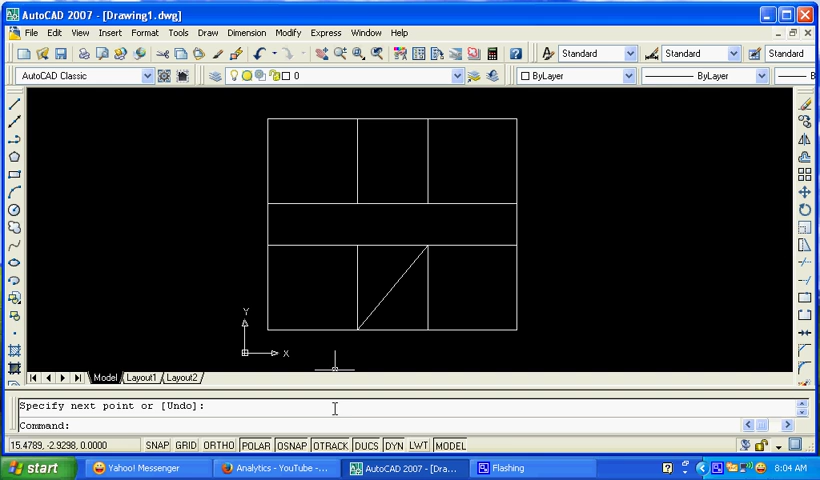 AutoCAD 2007 - [Drawing1.dwg]
File Edit View Insert Format Tools Draw Dimension Modify Express Window Help
Standard Standard Standard
AutoCAD Classic 0 ByLayer ByLayer B
Y
X
Model Layout1 Layout2
Specify next point or [Undo]:
Command:
15.4789, -2.9298, 0.0000 SNAP GRID ORTHO POLAR OSNAP OTRACK DUCS DYN LWT MODEL
start Yahoo! Messenger Analytics - YouTube -... AutoCAD 2007 - [Dra... Flashing 8:04 AM